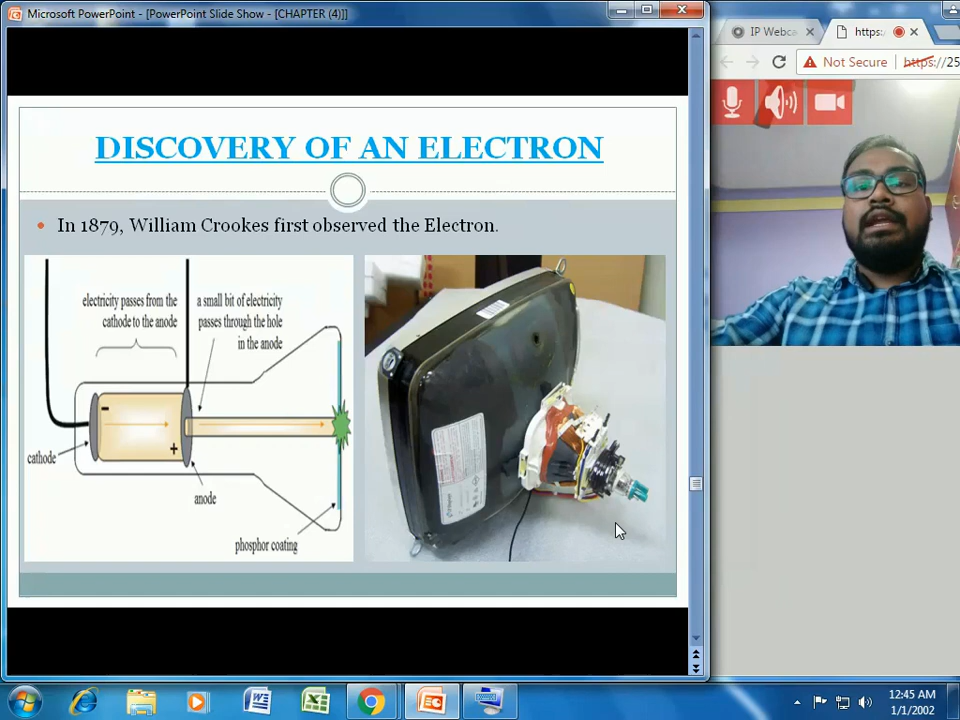 Microsoft PowerPoint - [PowerPoint Slide Show - [CHAPTER (4)]]
IP Webca
https:
Not Secure
https://25
DISCOVERY OF AN ELECTRON
In 1879, William Crookes first observed the Electron.
electricity passes from the
cathode to the anode
a small bit of electricity
passes through the hole
in the anode
-
+
cathode
anode
phosphor coating
12:45 AM
1/1/2002